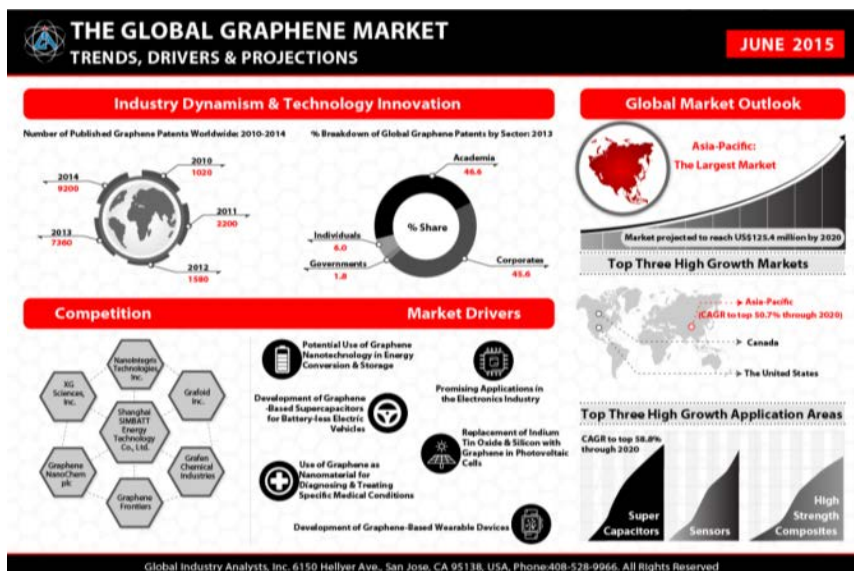 THE GLOBAL GRAPHENE MARKET
TRENDS, DRIVERS & PROJECTIONS
JUNE 2015
Industry Dynamism & Technology Innovation
Number of Published Graphene Patents Worldwide: 2010-2014
2010
1020
2014
9200
2011
2200
2013
7360
2012
1580
% Breakdown of Global Graphene Patents by Sector: 2013
Academia
46.6
% Share
Individuals
6.0
Governments
1.8
Corporates
45.6
Global Market Outlook
Asia-Pacific:
The Largest Market
Market projected to reach US$125.4 million by 2020
Top Three High Growth Markets
Asia-Pacific
(CAGR to top 50.7% through 2020)
Canada
The United States
Competition
NanoIntegris
Technologies,
Inc.
XG
Sciences,
Inc.
Grafoid
Inc.
Shanghai
SIMBATT
Energy
Technology
Co., Ltd.
Graphene
NanoChem
plc
Grafen
Chemical
Industries
Graphene
Frontiers
Market Drivers
Potential Use of Graphene
Nanotechnology in Energy
Conversion & Storage
Promising Applications in
the Electronics Industry
Development of Graphene
-Based Supercapacitors
for Battery-less Electric
Vehicles
Replacement of Indium
Tin Oxide & Silicon with
Graphene in Photovoltaic
Cells
Use of Graphene as
Nanomaterial for
Diagnosing & Treating
Specific Medical Conditions
Development of Graphene-Based Wearable Devices
Top Three High Growth Application Areas
CAGR to top 58.8%
through 2020
Super
Capacitors
Sensors
High
Strength
Composites
Global Industry Analysts, Inc. 6150 Hellyer Ave., San Jose, CA 95138, USA, Phone:408-528-9966, All Rights Reserved